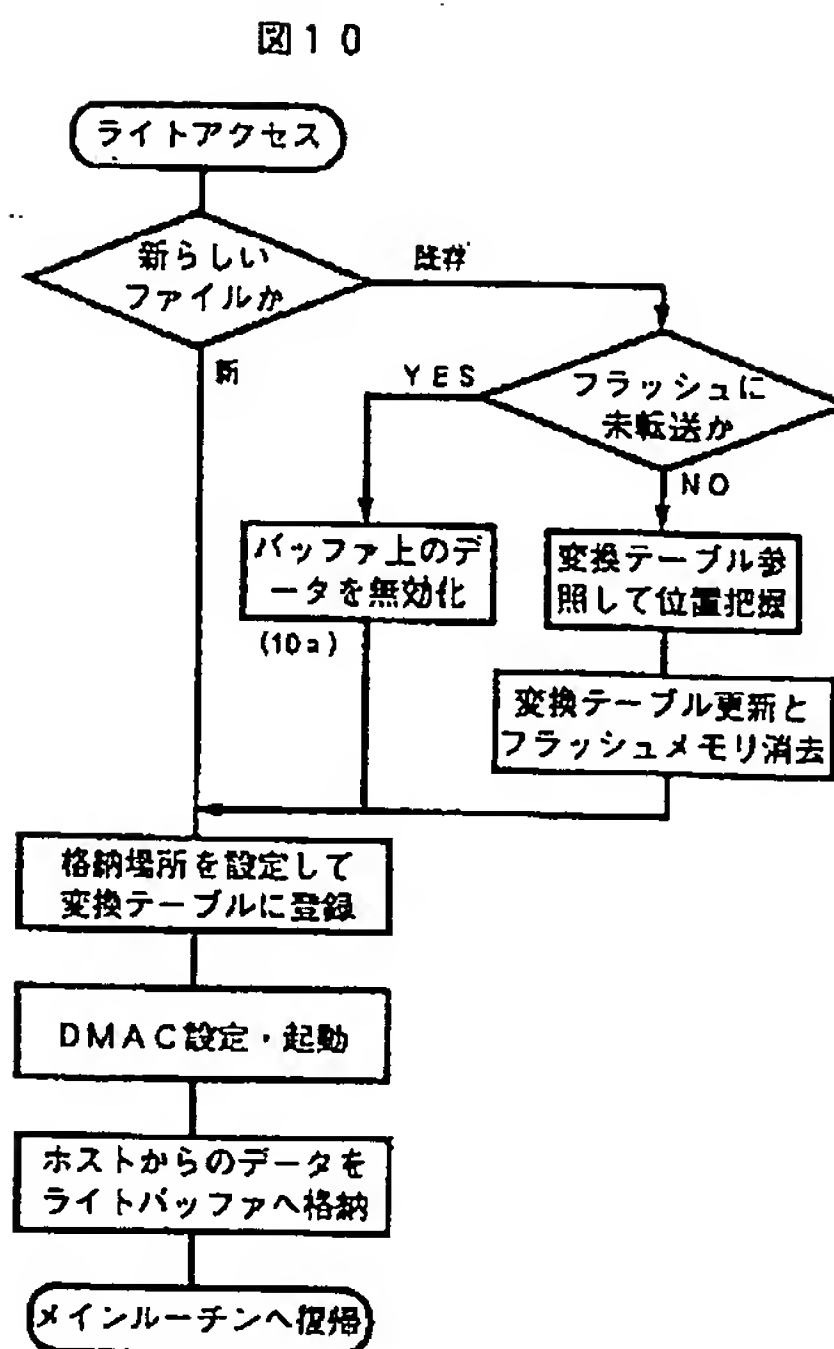 図10
ライトアクセス
新らしい
ファイルか
既存
新
YES
フラッシュに
未転送か
NO
バッファ上のデ
ータを無効化
(10a)
変換テーブル参
照して位置把握
変換テーブル更新と
フラッシュメモリ消去
格納場所を設定して
変換テーブルに登録
DMAC設定・起動
ホストからのデータを
ライトバッファへ格納
メインルーチンへ復帰